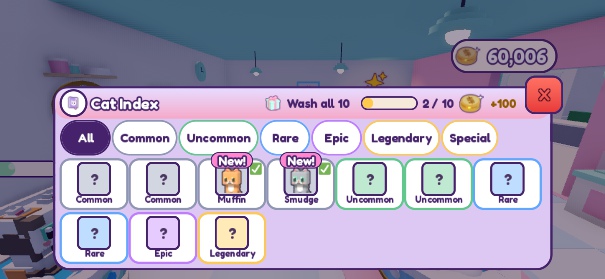 60,006
Cat Index
Wash all 10
2 / 10
+100
X
All
Common
Uncommon
Rare
Epic
Legendary
Special
? Common
? Common
New! Muffin
New! Smudge
? Uncommon
? Uncommon
? Rare
? Rare
? Epic
? Legendary